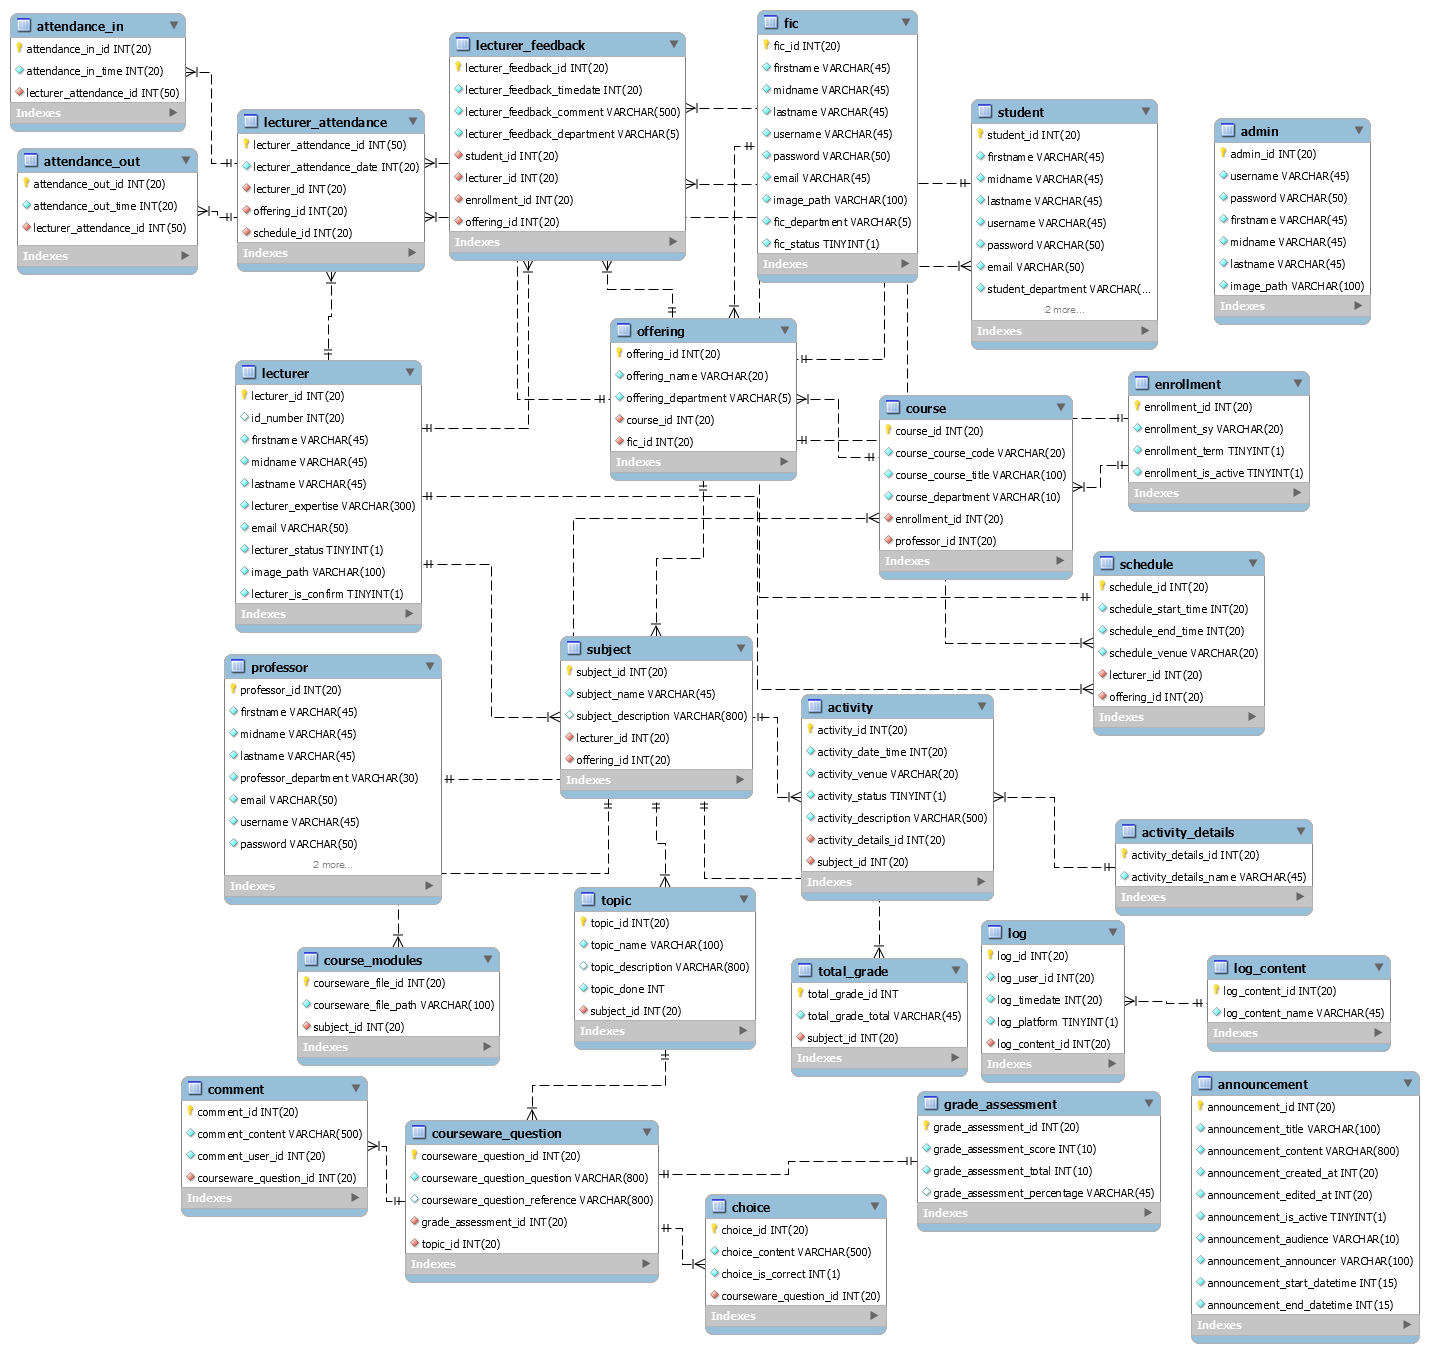 attendance_in
attendance_in_id INT(20)
attendance_in_time INT(20)
lecturer_attendance_id INT(50)
Indexes
attendance_out
attendance_out_id INT(20)
attendance_out_time INT(20)
lecturer_attendance_id INT(50)
Indexes
lecturer_attendance
lecturer_attendance_id INT(50)
lecturer_attendance_date INT(20)
lecturer_id INT(20)
offering_id INT(20)
schedule_id INT(20)
Indexes
lecturer_feedback
lecturer_feedback_id INT(20)
lecturer_feedback_timedate INT(20)
lecturer_feedback_comment VARCHAR(500)
lecturer_feedback_department VARCHAR(5)
student_id INT(20)
lecturer_id INT(20)
enrollment_id INT(20)
offering_id INT(20)
Indexes
fic
fic_id INT(20)
firstname VARCHAR(45)
midname VARCHAR(45)
lastname VARCHAR(45)
username VARCHAR(45)
password VARCHAR(50)
email VARCHAR(45)
image_path VARCHAR(100)
fic_department VARCHAR(5)
fic_status TINYINT(1)
Indexes
student
student_id INT(20)
firstname VARCHAR(45)
midname VARCHAR(45)
lastname VARCHAR(45)
username VARCHAR(45)
password VARCHAR(50)
email VARCHAR(50)
student_department VARCHAR(...
2 more...
Indexes
admin
admin_id INT(20)
username VARCHAR(45)
password VARCHAR(50)
firstname VARCHAR(45)
midname VARCHAR(45)
lastname VARCHAR(45)
image_path VARCHAR(100)
Indexes
offering
offering_id INT(20)
offering_name VARCHAR(20)
offering_department VARCHAR(5)
course_id INT(20)
fic_id INT(20)
Indexes
lecturer
lecturer_id INT(20)
id_number INT(20)
firstname VARCHAR(45)
midname VARCHAR(45)
lastname VARCHAR(45)
lecturer_expertise VARCHAR(300)
email VARCHAR(50)
lecturer_status TINYINT(1)
image_path VARCHAR(100)
lecturer_is_confirm TINYINT(1)
Indexes
course
course_id INT(20)
course_course_code VARCHAR(20)
course_course_title VARCHAR(100)
course_department VARCHAR(10)
enrollment_id INT(20)
professor_id INT(20)
Indexes
enrollment
enrollment_id INT(20)
enrollment_sy VARCHAR(20)
enrollment_term TINYINT(1)
enrollment_is_active TINYINT(1)
Indexes
schedule
schedule_id INT(20)
schedule_start_time INT(20)
schedule_end_time INT(20)
schedule_venue VARCHAR(20)
lecturer_id INT(20)
offering_id INT(20)
Indexes
subject
subject_id INT(20)
subject_name VARCHAR(45)
subject_description VARCHAR(800)
lecturer_id INT(20)
offering_id INT(20)
Indexes
professor
professor_id INT(20)
firstname VARCHAR(45)
midname VARCHAR(45)
lastname VARCHAR(45)
professor_department VARCHAR(30)
email VARCHAR(50)
username VARCHAR(45)
password VARCHAR(50)
2 more...
Indexes
activity
activity_id INT(20)
activity_date_time INT(20)
activity_venue VARCHAR(20)
activity_status TINYINT(1)
activity_description VARCHAR(500)
activity_details_id INT(20)
subject_id INT(20)
Indexes
activity_details
activity_details_id INT(20)
activity_details_name VARCHAR(45)
Indexes
topic
topic_id INT(20)
topic_name VARCHAR(100)
topic_description VARCHAR(800)
topic_done INT
subject_id INT(20)
Indexes
course_modules
courseware_file_id INT(20)
courseware_file_path VARCHAR(100)
subject_id INT(20)
Indexes
total_grade
total_grade_id INT
total_grade_total VARCHAR(45)
subject_id INT(20)
Indexes
log
log_id INT(20)
log_user_id INT(20)
log_timedate INT(20)
log_platform TINYINT(1)
log_content_id INT(20)
Indexes
log_content
log_content_id INT(20)
log_content_name VARCHAR(45)
Indexes
comment
comment_id INT(20)
comment_content VARCHAR(500)
comment_user_id INT(20)
courseware_question_id INT(20)
Indexes
courseware_question
courseware_question_id INT(20)
courseware_question_question VARCHAR(800)
courseware_question_reference VARCHAR(800)
grade_assessment_id INT(20)
topic_id INT(20)
Indexes
grade_assessment
grade_assessment_id INT(20)
grade_assessment_score INT(10)
grade_assessment_total INT(10)
grade_assessment_percentage VARCHAR(45)
Indexes
choice
choice_id INT(20)
choice_content VARCHAR(500)
choice_is_correct INT(1)
courseware_question_id INT(20)
Indexes
announcement
announcement_id INT(20)
announcement_title VARCHAR(100)
announcement_content VARCHAR(800)
announcement_created_at INT(20)
announcement_edited_at INT(20)
announcement_is_active TINYINT(1)
announcement_audience VARCHAR(10)
announcement_announcer VARCHAR(100)
announcement_start_datetime INT(15)
announcement_end_datetime INT(15)
Indexes